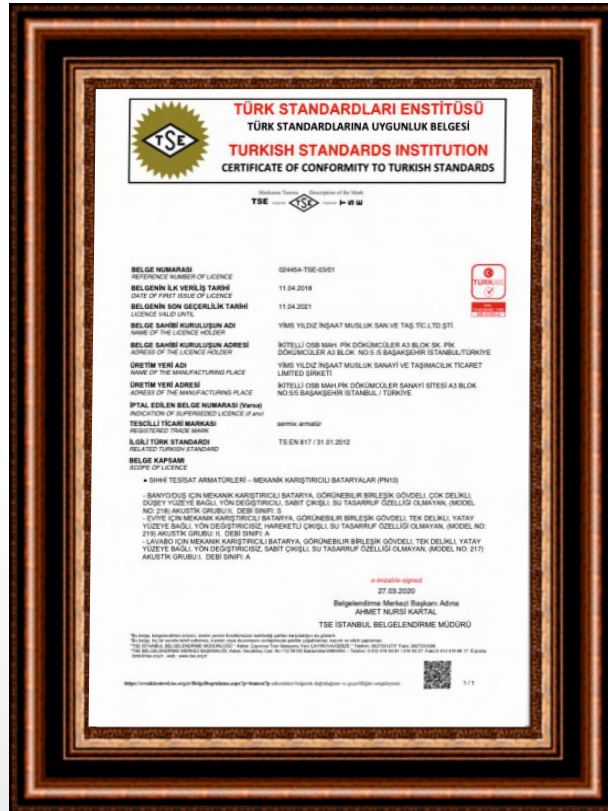 TSE
TÜRK STANDARDLARI ENSTİTÜSÜ
TÜRK STANDARDLARINA UYGUNLUK BELGESİ
TURKISH STANDARDS INSTITUTION
CERTIFICATE OF CONFORMITY TO TURKISH STANDARDS
Markanın Tanımı Description of the Mark
TSE TSE TSE
BELGE NUMARASI 024454-TSE-03/01
REFERENCE NUMBER OF LICENCE
BELGENİN İLK VERİLİŞ TARİHİ 11.04.2018
DATE OF FIRST ISSUE OF LICENCE
BELGENİN SON GEÇERLİLİK TARİHİ 11.04.2021
LICENCE VALID UNTIL
BELGE SAHİBİ KURULUŞUN ADI YİMS YILDIZ İNŞAAT MUSLUK SAN.VE TAŞ.TİC.LTD.ŞTİ.
NAME OF THE LICENCE HOLDER
BELGE SAHİBİ KURULUŞUN ADRESİ İKİTELLİ OSB MAH. PİK DÖKÜMCÜLER A3 BLOK SK. PİK
ADRESS OF THE LICENCE HOLDER DÖKÜMCÜLER A3 BLOK NO:5 /5 BAŞAKŞEHİR İSTANBUL/TÜRKİYE
ÜRETİM YERİ ADI YİMS YILDIZ İNŞAAT MUSLUK SANAYİ VE TAŞIMACILIK TİCARET
NAME OF THE MANUFACTURING PLACE LİMİTED ŞİRKETİ
ÜRETİM YERİ ADRESİ İKİTELLİ OSB MAH.PİK DÖKÜMCÜLER SANAYİ SİTESİ A3 BLOK
ADRESS OF THE MANUFACTURING PLACE NO:5/5 BAŞAKŞEHİR İSTANBUL / TÜRKİYE
İPTAL EDİLEN BELGE NUMARASI (Varsa)
INDICATION OF SUPERSEDED LICENCE (if any)
TESCİLLİ TİCARİ MARKASI sermix armatür
REGISTERED TRADE MARK
İLGİLİ TÜRK STANDARDI TS EN 817 / 31.01.2012
RELATED TURKISH STANDARD
BELGE KAPSAMI
SCOPE OF LICENCE
TÜRKAK
● SIHHİ TESİSAT ARMATÜRLERİ – MEKANİK KARIŞTIRICILI BATARYALAR (PN10)
- BANYO/DUŞ İÇİN MEKANİK KARIŞTIRICILI BATARYA, GÖRÜNEBİLİR BİRLEŞİK GÖVDELİ, ÇOK DELİKLİ,
DÜŞEY YÜZEYE BAĞLI, YÖN DEĞİŞTİRİCİLİ, SABİT ÇIKIŞLI, SU TASARRUF ÖZELLİĞİ OLMAYAN, (MODEL
NO: 218) AKUSTİK GRUBU:II, DEBİ SINIFI: S
- EVİYE İÇİN MEKANİK KARIŞTIRICILI BATARYA, GÖRÜNEBİLİR BİRLEŞİK GÖVDELİ, TEK DELİKLİ, YATAY
YÜZEYE BAĞLI, YÖN DEĞİŞTİRİCİSİZ, HAREKETLİ ÇIKIŞLI, SU TASARRUF ÖZELLİĞİ OLMAYAN, (MODEL NO:
219) AKUSTİK GRUBU: II, DEBİ SINIFI: A
- LAVABO İÇİN MEKANİK KARIŞTIRICILI BATARYA, GÖRÜNEBİLİR BİRLEŞİK GÖVDELİ, TEK DELİKLİ, YATAY
YÜZEYE BAĞLI, YÖN DEĞİŞTİRİCİSİZ, SABİT ÇIKIŞLI, SU TASARRUF ÖZELLİĞİ OLMAYAN, (MODEL NO: 217)
AKUSTİK GRUBU:I, DEBİ SINIFI: A
e-imzalı/e-signed
27.03.2020
Belgelendirme Merkezi Başkanı Adına
AHMET NURSİ KARTAL
TSE İSTANBUL BELGELENDİRME MÜDÜRÜ
1 / 1